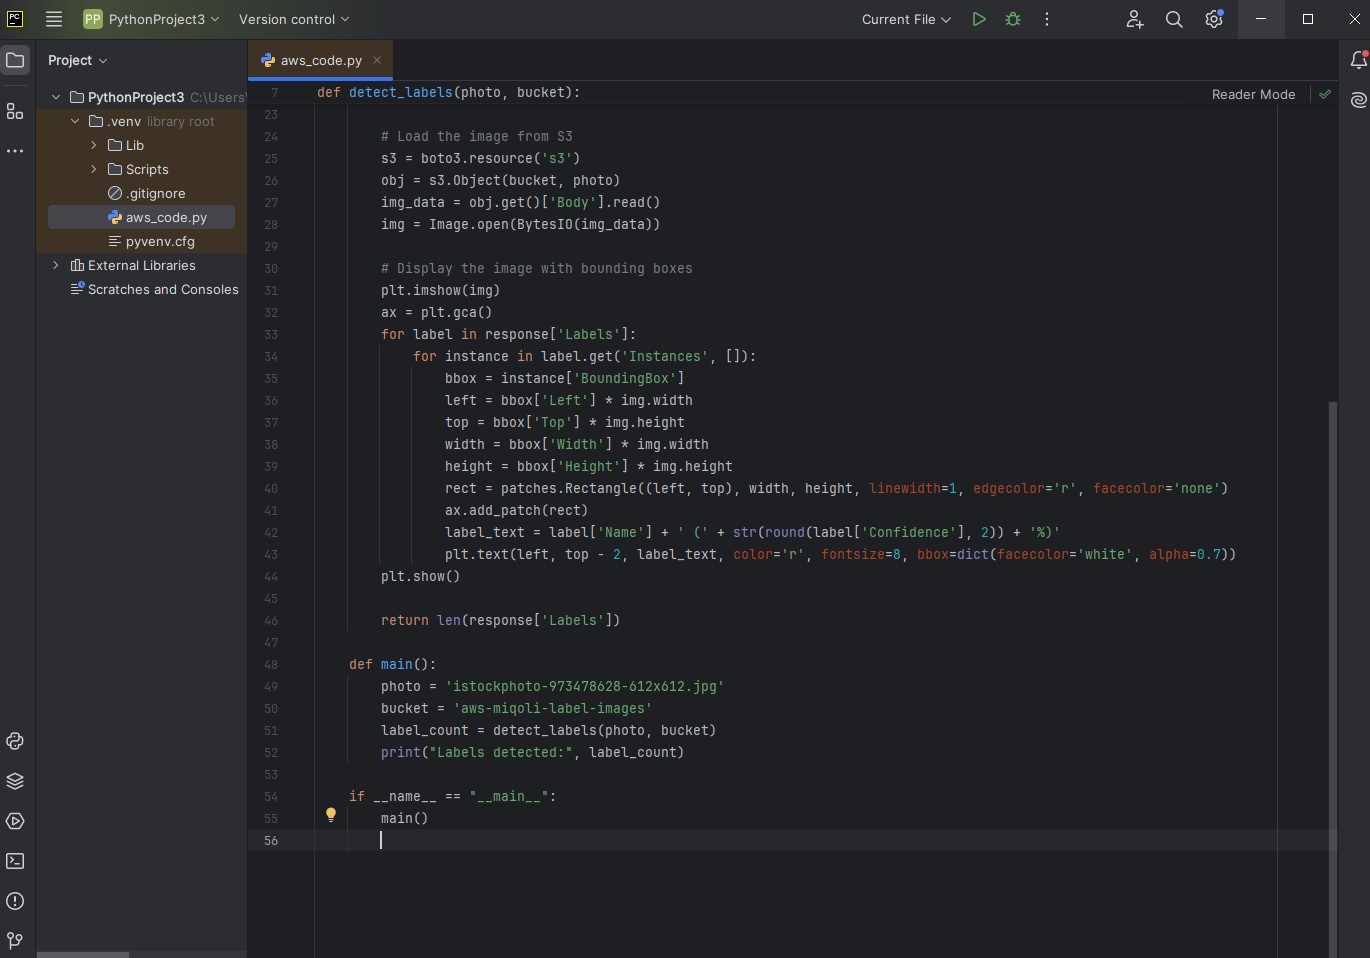 PC PP PythonProject3 Version control Current File
Project
aws_code.py
PythonProject3 C:\Users\
.venv library root
Lib
Scripts
.gitignore
aws_code.py
pyvenv.cfg
External Libraries
Scratches and Consoles
Reader Mode
7 def detect_labels(photo, bucket):
23
24 # Load the image from S3
25 s3 = boto3.resource('s3')
26 obj = s3.Object(bucket, photo)
27 img_data = obj.get()['Body'].read()
28 img = Image.open(BytesIO(img_data))
29
30 # Display the image with bounding boxes
31 plt.imshow(img)
32 ax = plt.gca()
33 for label in response['Labels']:
34 for instance in label.get('Instances', []):
35 bbox = instance['BoundingBox']
36 left = bbox['Left'] * img.width
37 top = bbox['Top'] * img.height
38 width = bbox['Width'] * img.width
39 height = bbox['Height'] * img.height
40 rect = patches.Rectangle((left, top), width, height, linewidth=1, edgecolor='r', facecolor='none')
41 ax.add_patch(rect)
42 label_text = label['Name'] + ' (' + str(round(label['Confidence'], 2)) + '%)'
43 plt.text(left, top - 2, label_text, color='r', fontsize=8, bbox=dict(facecolor='white', alpha=0.7))
44 plt.show()
45
46 return len(response['Labels'])
47
48 def main():
49 photo = 'istockphoto-973478628-612x612.jpg'
50 bucket = 'aws-miqoli-label-images'
51 label_count = detect_labels(photo, bucket)
52 print("Labels detected:", label_count)
53
54 if __name__ == "__main__":
55 main()
56